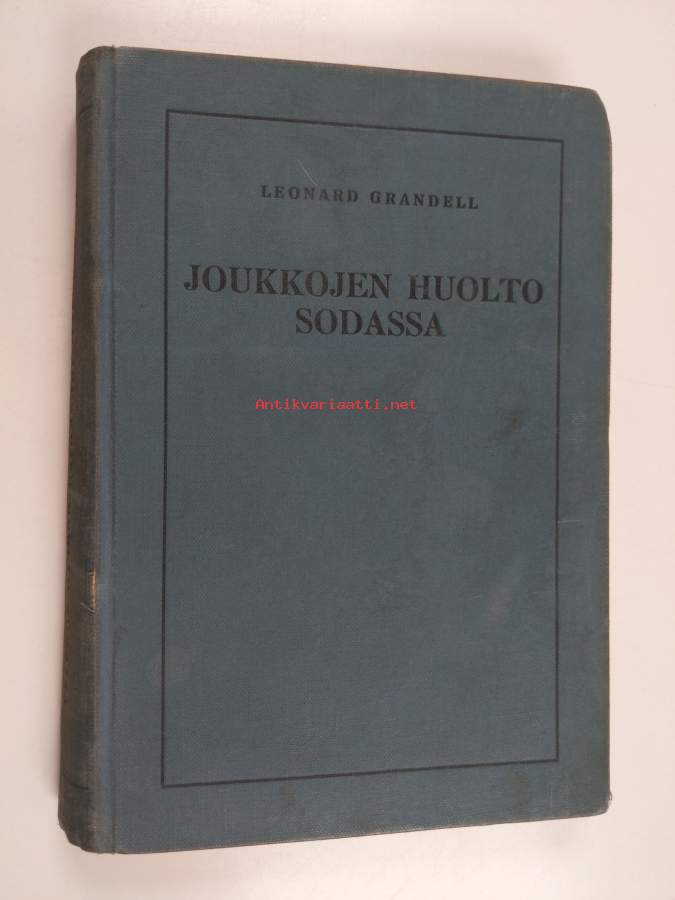 LEONARD GRANDELL
JOUKKOJEN HUOLTO
SODASSA
Antikvariaatti.net